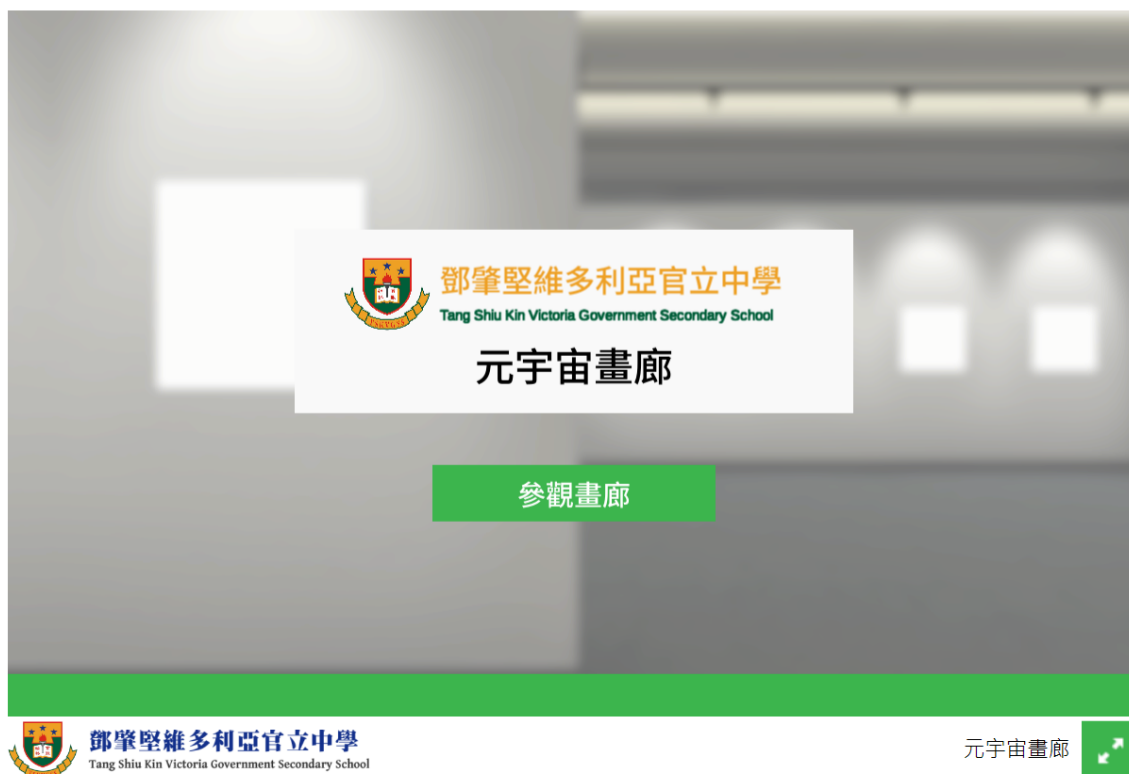 鄧肇堅維多利亞官立中學
Tang Shiu Kin Victoria Government Secondary School
元宇宙畫廊
參觀畫廊
鄧肇堅維多利亞官立中學
Tang Shiu Kin Victoria Government Secondary School
元宇宙畫廊